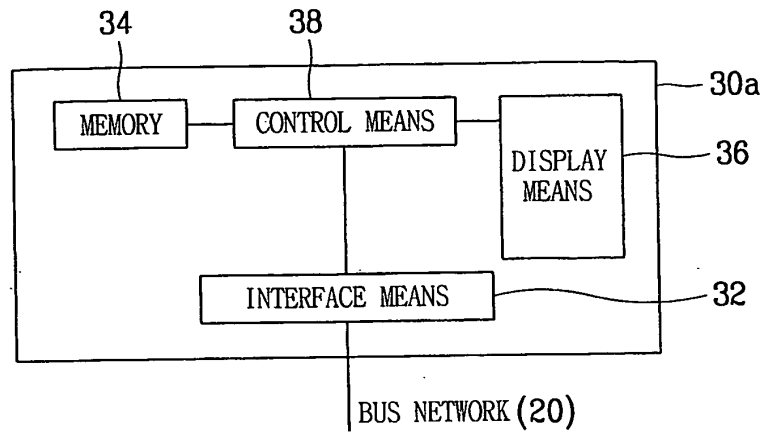 34
38
30a
MEMORY
CONTROL MEANS
DISPLAY
MEANS
36
INTERFACE MEANS
32
BUS NETWORK (20)